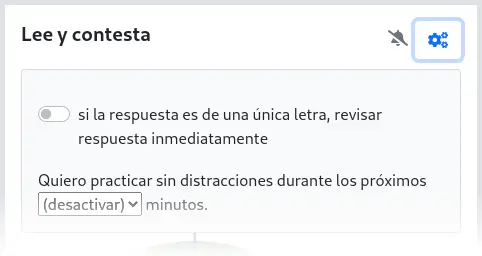 Lee y contesta
si la respuesta es de una única letra, revisar
respuesta inmediatamente
Quiero practicar sin distracciones durante los próximos
(desactivar) minutos.